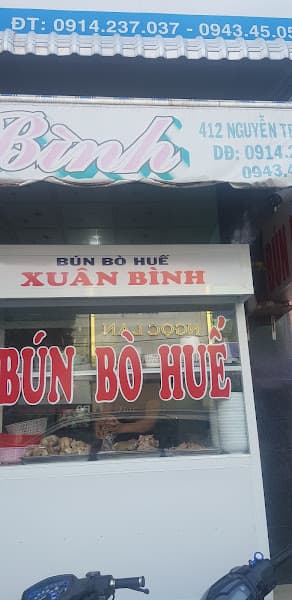 ĐT: 0914.237.037 - 0943.45.05
Bình
412 NGUYỄN TR
DĐ: 0914.2
0943.4
BÚN BÒ HUẾ
XUÂN BÌNH
NGỌC LAN
BÚN BÒ HUẾ
BÚN